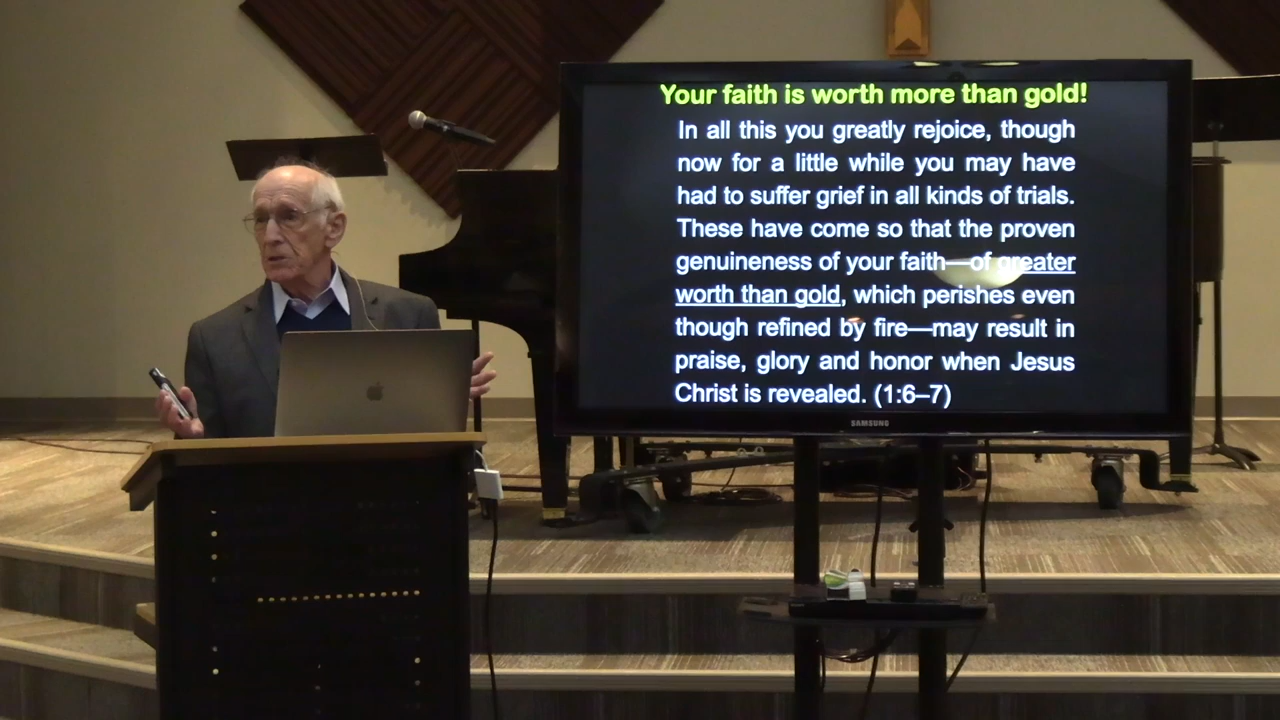 Your faith is worth more than gold!
In all this you greatly rejoice, though
now for a little while you may have
had to suffer grief in all kinds of trials.
These have come so that the proven
genuineness of your faith—of greater
worth than gold, which perishes even
though refined by fire—may result in
praise, glory and honor when Jesus
Christ is revealed. (1:6–7)
SAMSUNG